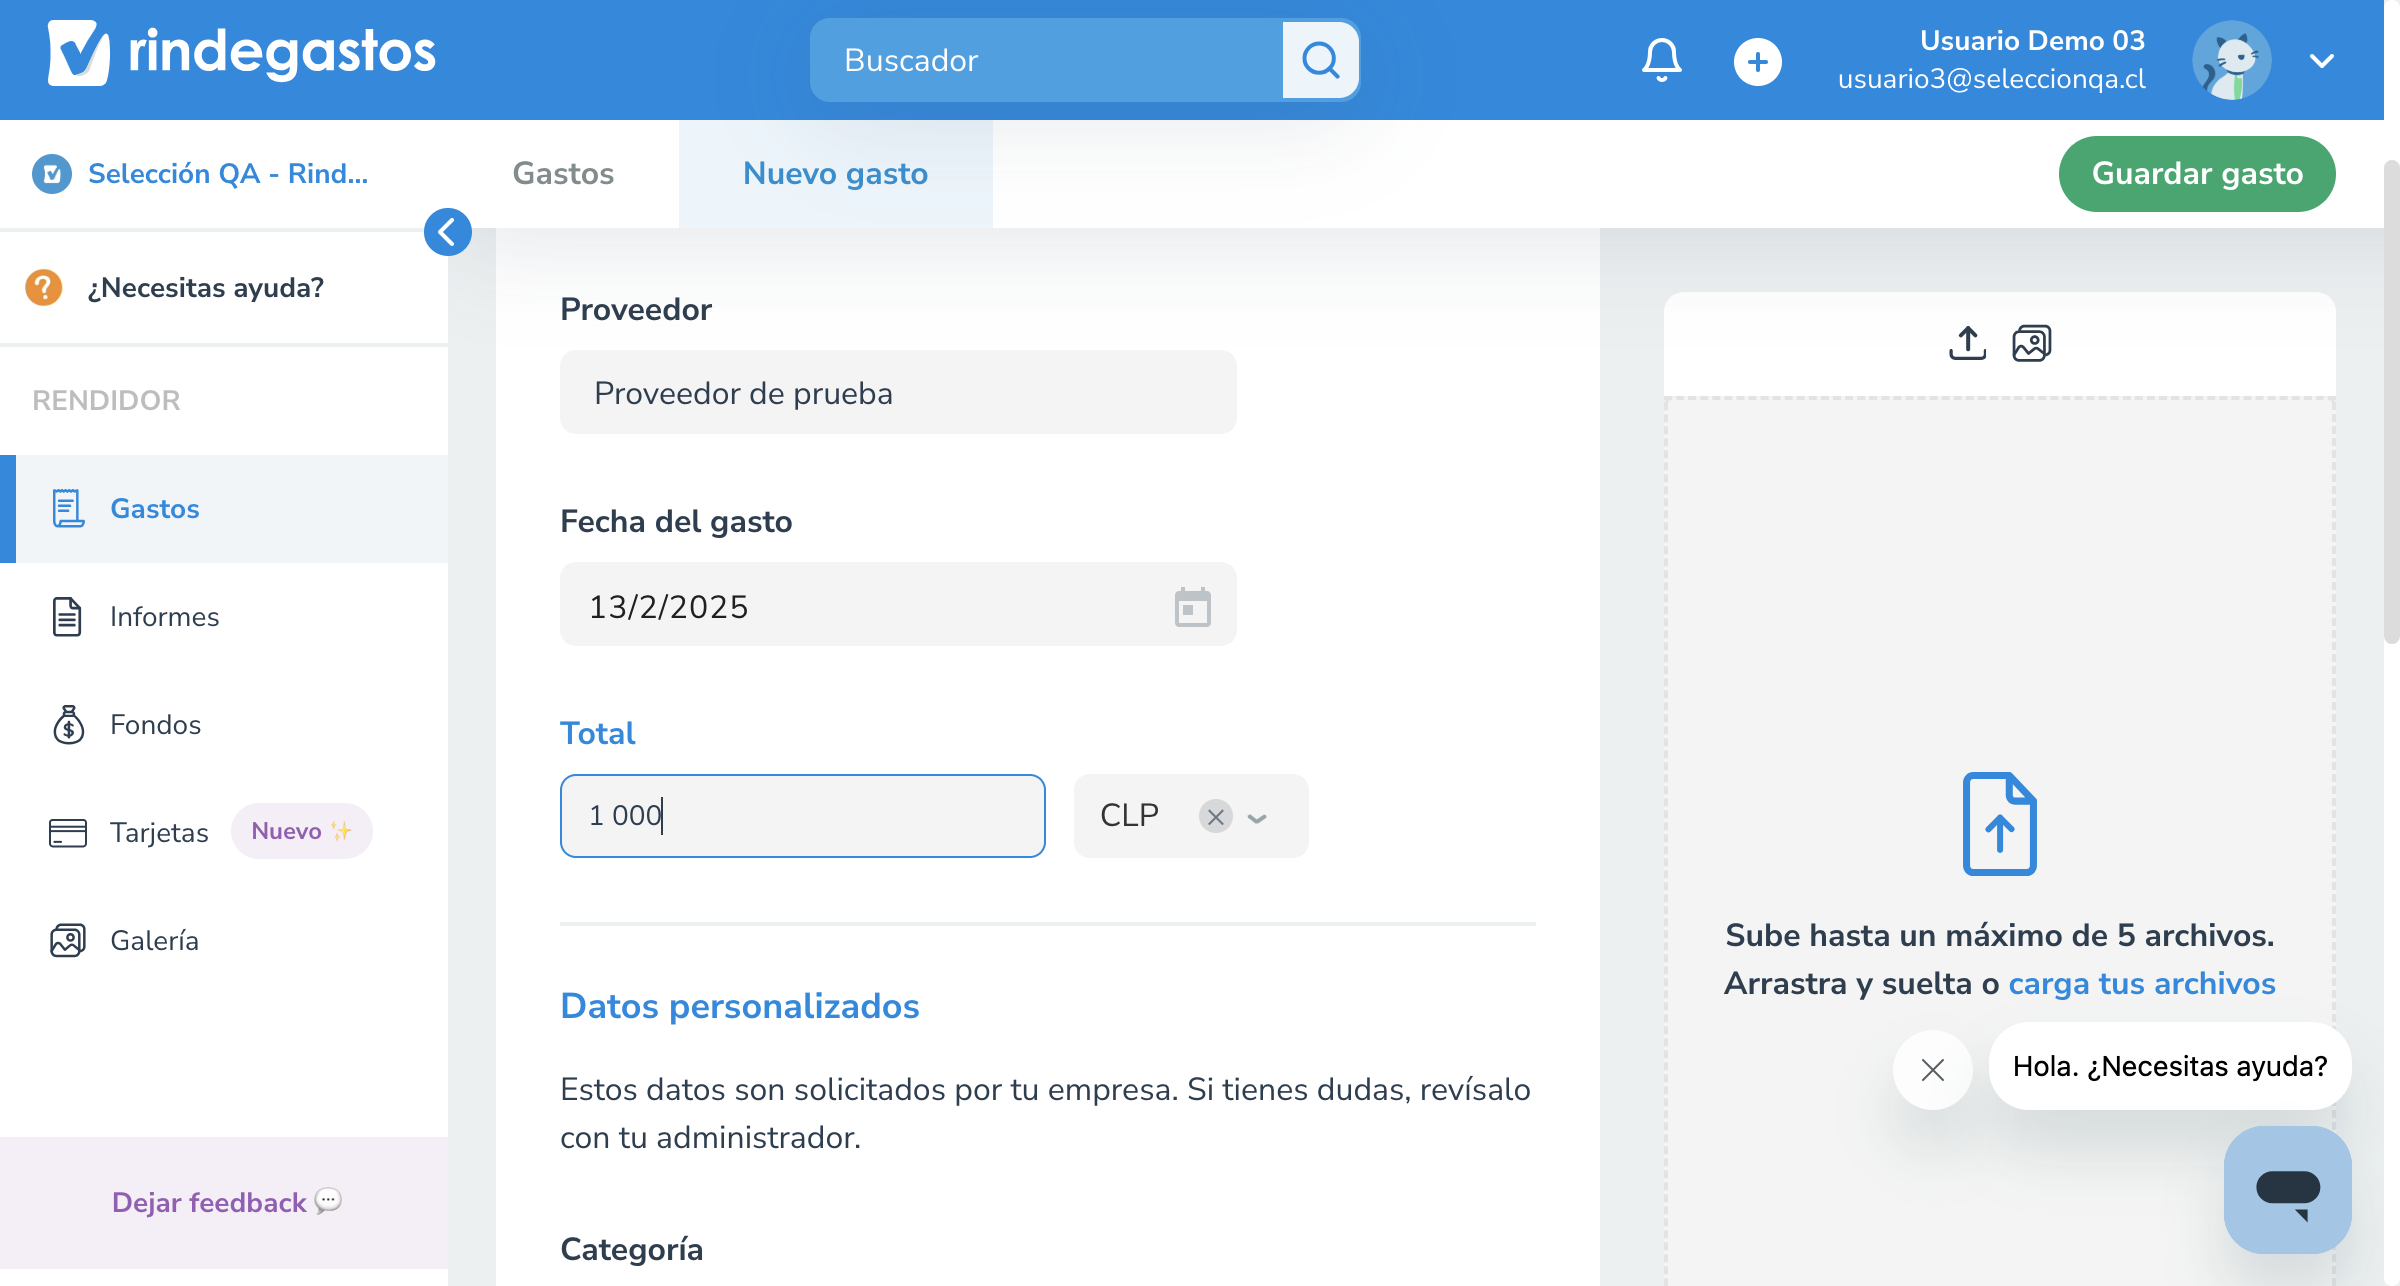 rindegastos
Buscador
Usuario Demo 03
usuario3@seleccionqa.cl
Selección QA - Rind...
Gastos
Nuevo gasto
Guardar gasto
¿Necesitas ayuda?
RENDIDOR
Gastos
Informes
Fondos
Tarjetas
Nuevo ✨
Galería
Dejar feedback 💬
Proveedor
Proveedor de prueba
Fecha del gasto
13/2/2025
Total
1 000
CLP
Datos personalizados
Estos datos son solicitados por tu empresa. Si tienes dudas, revísalo
con tu administrador.
Categoría
Sube hasta un máximo de 5 archivos.
Arrastra y suelta o carga tus archivos
Hola. ¿Necesitas ayuda?